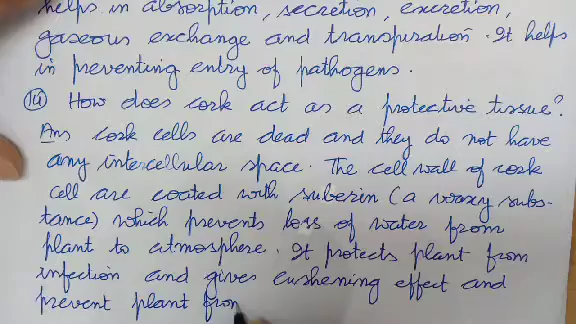 helps in absorption, secretion, excretion,
gaseous exchange and transpiration. It helps
in preventing entry of pathogens.
(14) How does cork act as a protective tissue?
Ans Cork cells are dead and they do not have
any intercellular space. The cell wall of cork
cell are coated with suberin (a waxy subs-
tance) which prevents loss of water from
plant to atmosphere. It protects plant from
infection and gives cushening effect and
prevent plant from